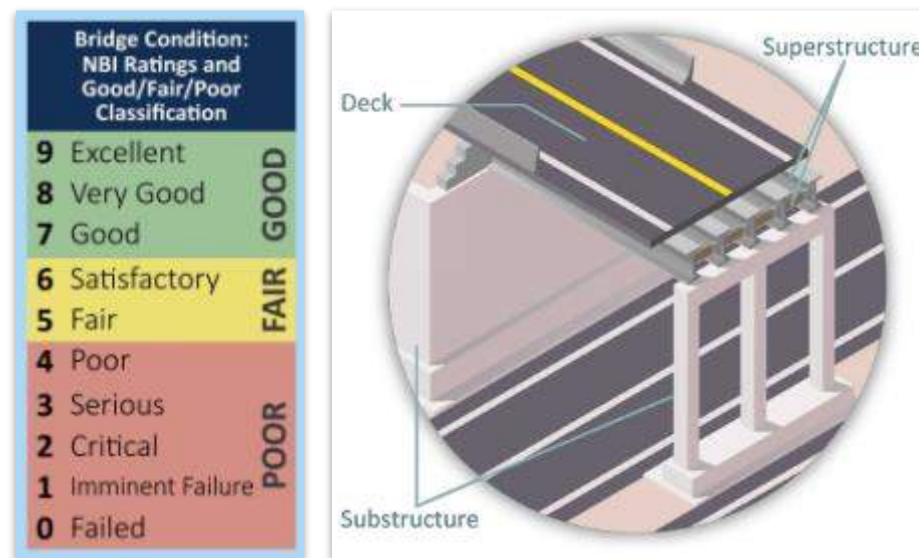 Bridge Condition:
NBI Ratings and
Good/Fair/Poor
Classification
9 Excellent
8 Very Good
7 Good
GOOD
6 Satisfactory
5 Fair
FAIR
4 Poor
3 Serious
2 Critical
1 Imminent Failure
0 Failed
POOR
Superstructure
Deck
Substructure